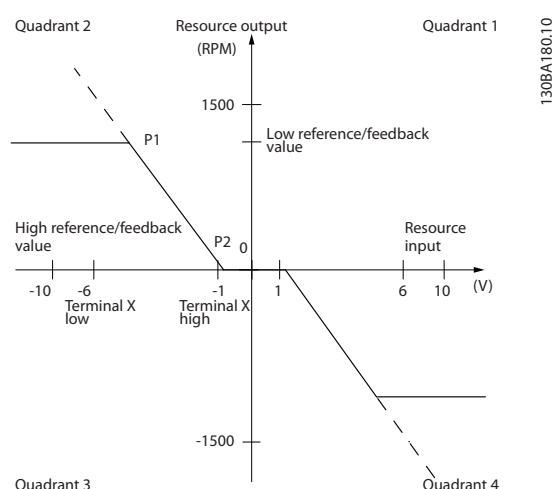 Quadrant 2
Resource output
(RPM)
Quadrant 1
130BA180.10
1500
Low reference/feedback
value
P1
High reference/feedback
value
P2
0
Resource
input
-10
-6
-1
1
6
10
(V)
Terminal X
low
Terminal X
high
-1500
Quadrant 3
Quadrant 4